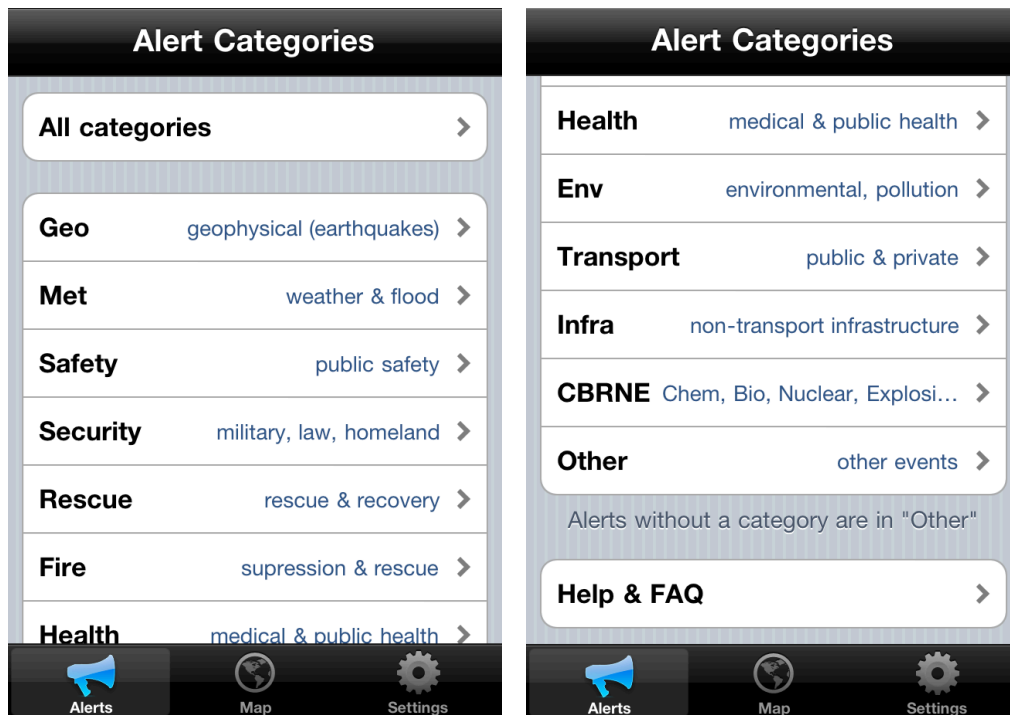 Alert Categories
All categories
Geo geophysical (earthquakes)
Met weather & flood
Safety public safety
Security military, law, homeland
Rescue rescue & recovery
Fire supression & rescue
Health medical & public health
Alerts Map Settings
Alert Categories
Health medical & public health
Env environmental, pollution
Transport public & private
Infra non-transport infrastructure
CBRNE Chem, Bio, Nuclear, Explosi...
Other other events
Alerts without a category are in "Other"
Help & FAQ
Alerts Map Settings